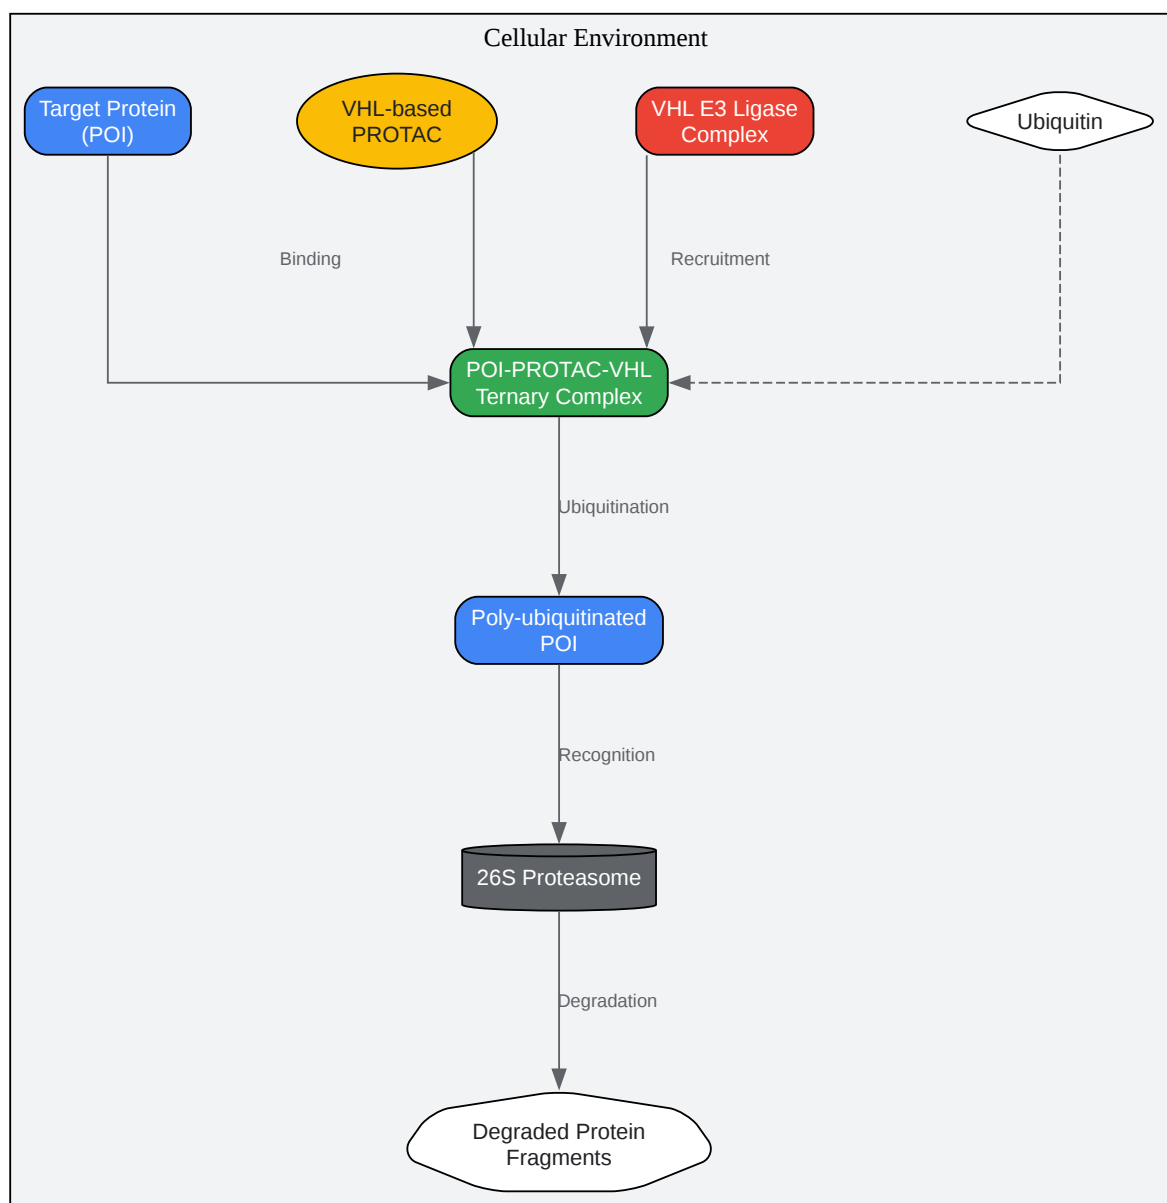 Cellular Environment
Target Protein
(POI)
VHL-based
PROTAC
VHL E3 Ligase
Complex
Ubiquitin
Binding
Recruitment
POI-PROTAC-VHL
Ternary Complex
Ubiquitination
Poly-ubiquitinated
POI
Recognition
26S Proteasome
Degradation
Degraded Protein
Fragments